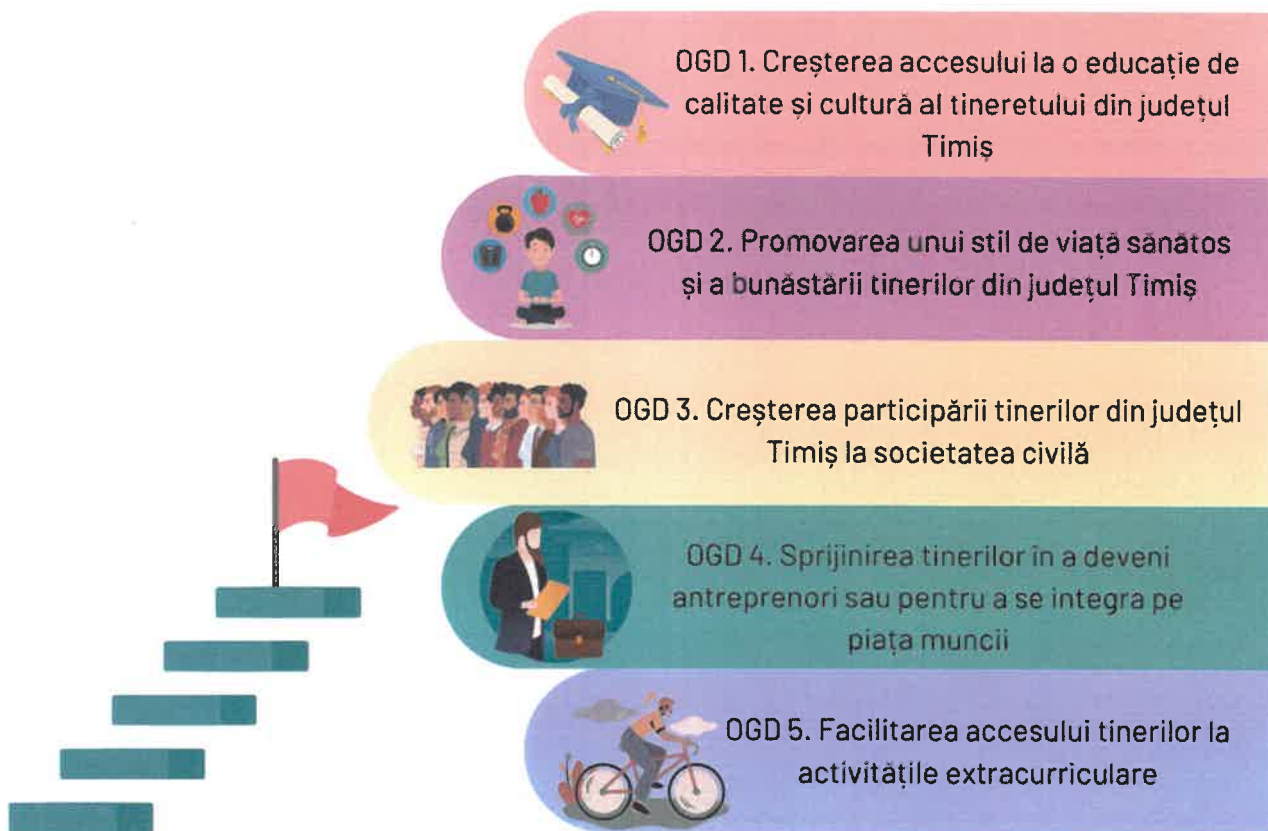 OGD 1. Creșterea accesului la o educație de
calitate și cultură al tineretului din județul
Timiș
OGD 2. Promovarea unui stil de viață sănătos
și a bunăstării tinerilor din județul Timiș
OGD 3. Creșterea participării tinerilor din județul
Timiș la societatea civilă
OGD 4. Sprijinirea tinerilor în a deveni
antreprenori sau pentru a se integra pe
piața muncii
OGD 5. Facilitarea accesului tinerilor la
activitățile extracurriculare